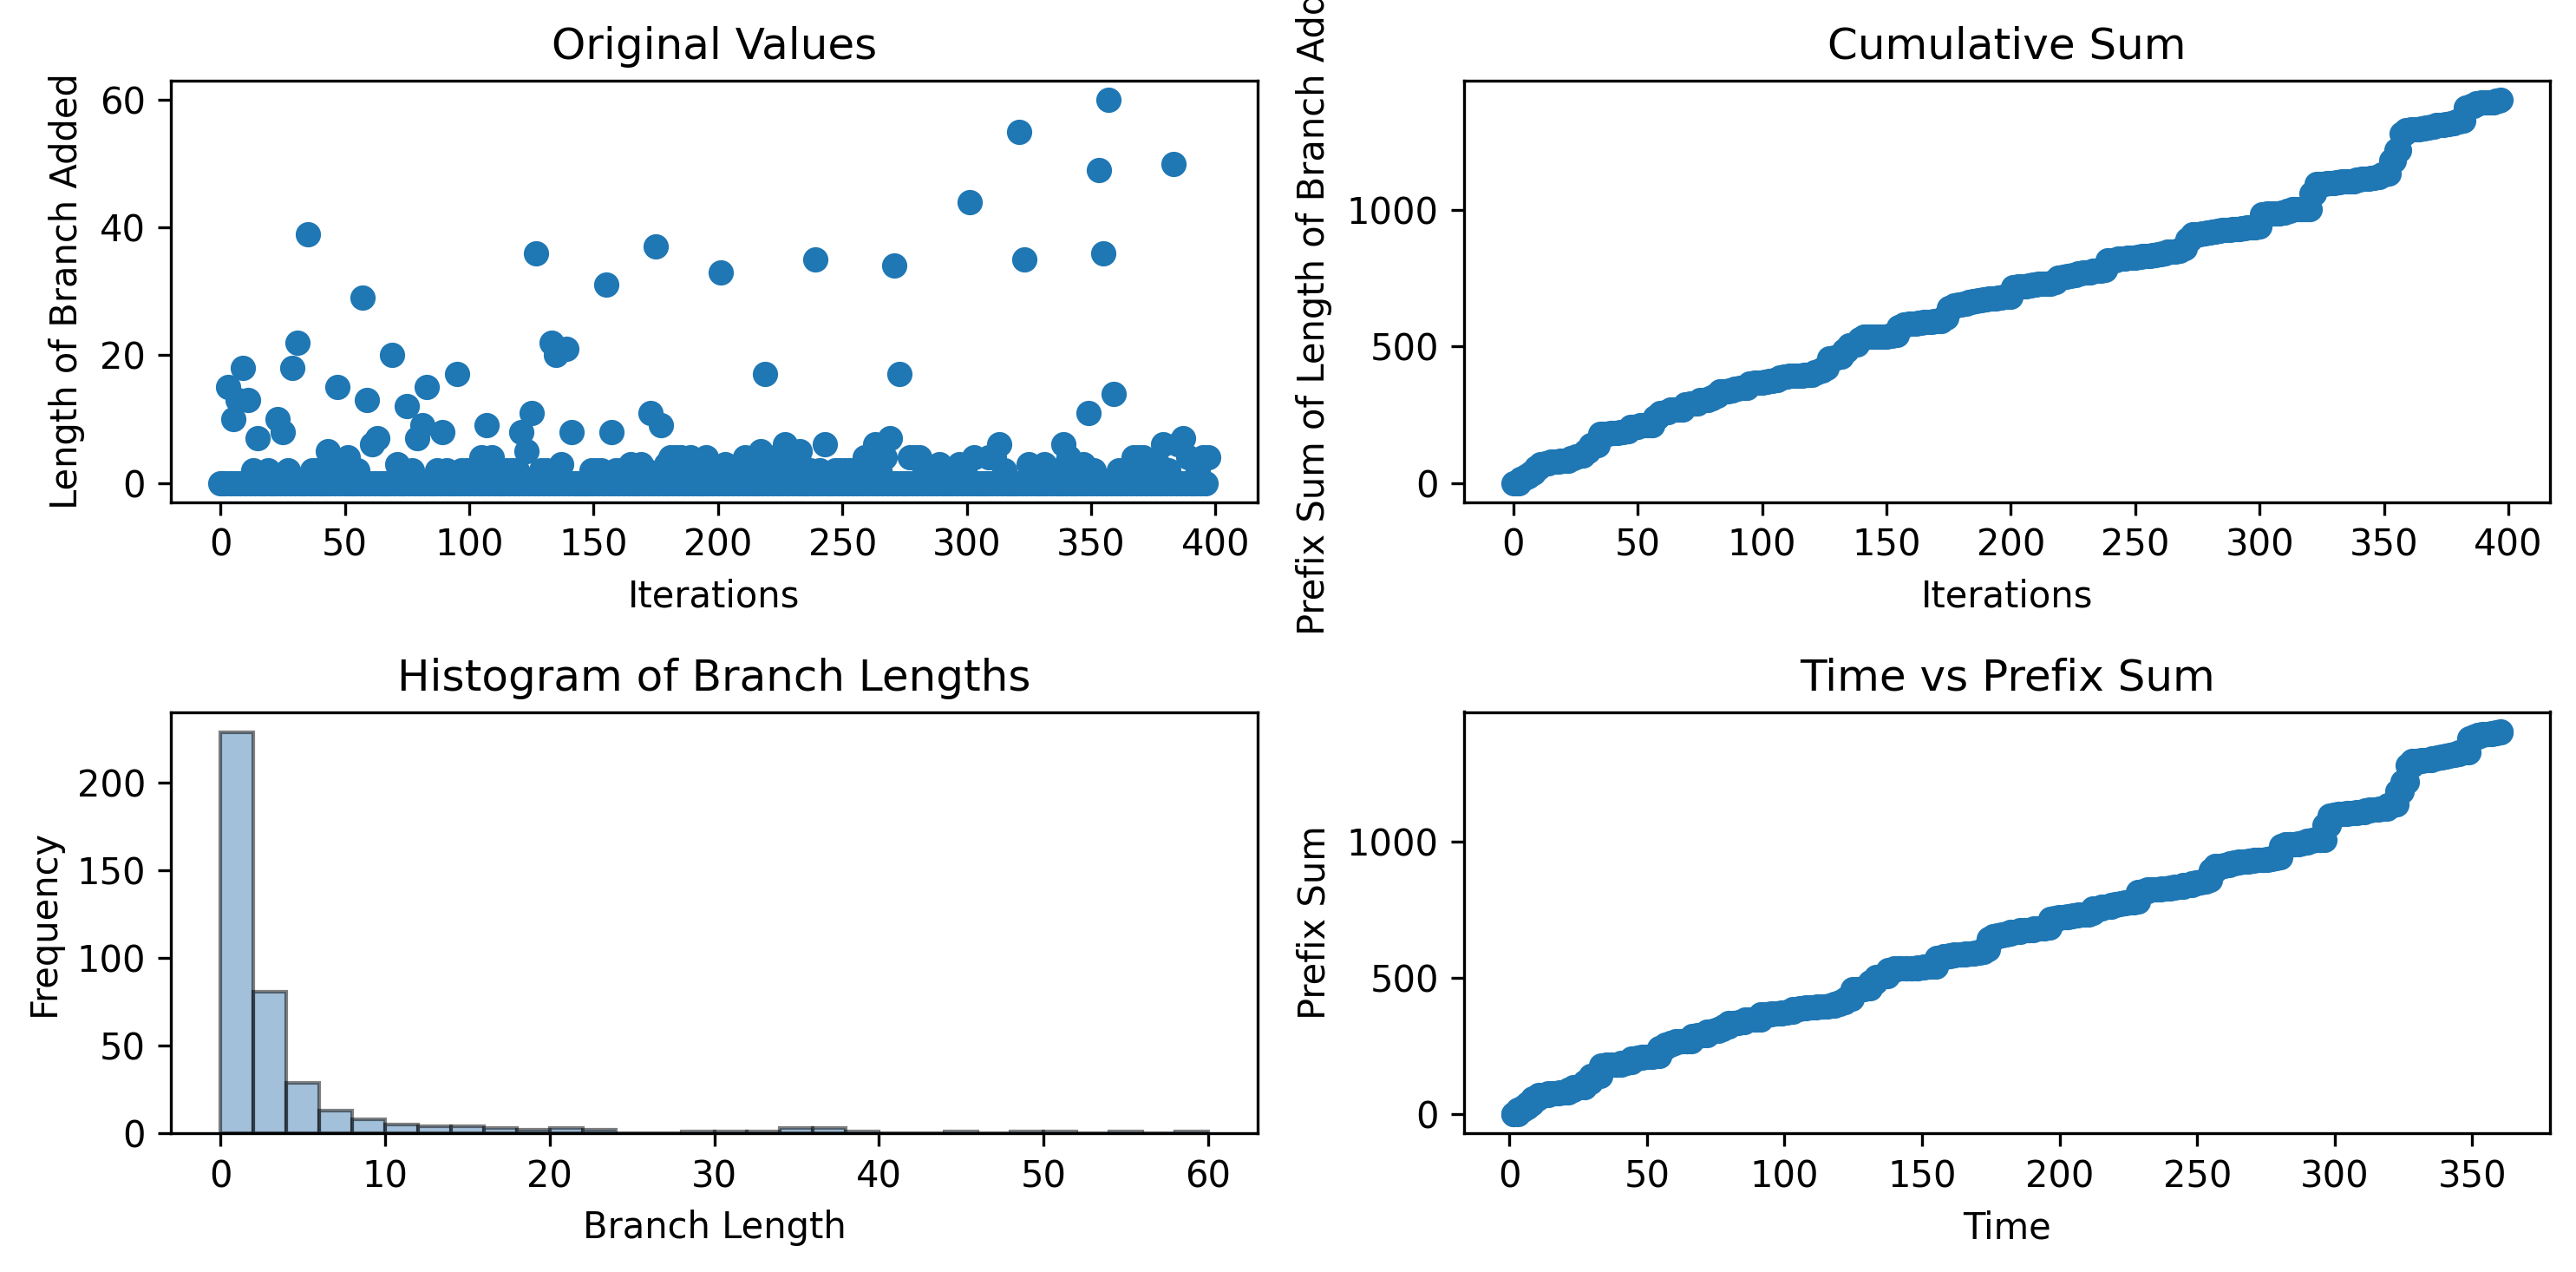 Original Values
Length of Branch Added
60
40
20
0
0 50 100 150 200 250 300 350 400
Iterations
Cumulative Sum
Prefix Sum of Length of Branch
1000
500
0
0 50 100 150 200 250 300 350 400
Iterations
Histogram of Branch Lengths
Frequency
200
150
100
50
0
0 10 20 30 40 50 60
Branch Length
Time vs Prefix Sum
Prefix Sum
1000
500
0
0 50 100 150 200 250 300 350
Time